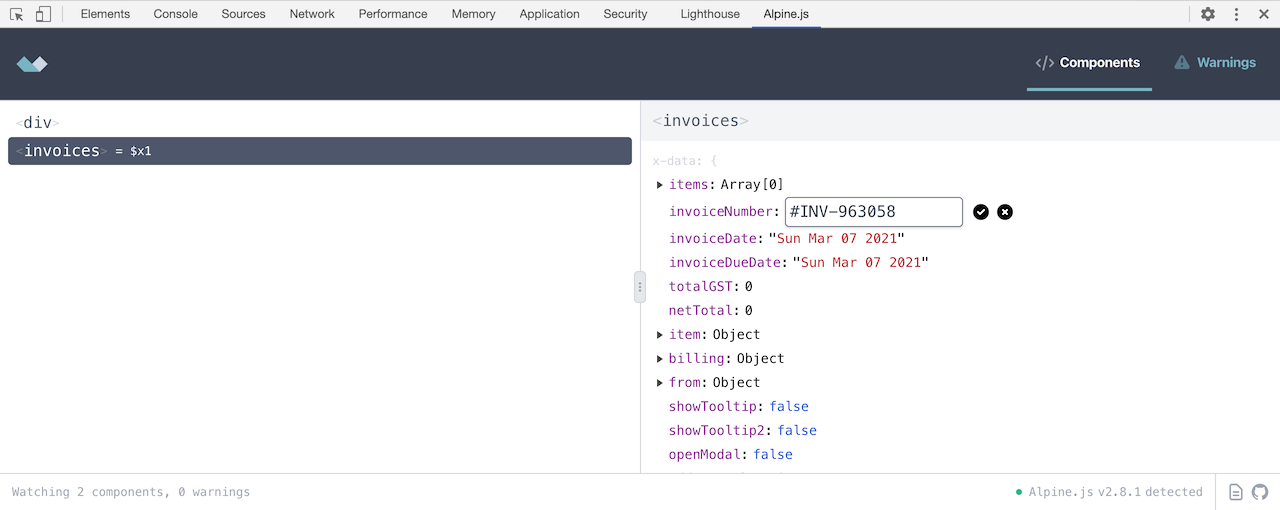 Elements Console Sources Network Performance Memory Application Security Lighthouse Alpine.js
</> Components Warnings
<div>
<invoices> = $x1
<invoices>
x-data: {
items: Array[0]
invoiceNumber: #INV-963058
invoiceDate: "Sun Mar 07 2021"
invoiceDueDate: "Sun Mar 07 2021"
totalGST: 0
netTotal: 0
item: Object
billing: Object
from: Object
showTooltip: false
showTooltip2: false
openModal: false
Watching 2 components, 0 warnings
Alpine.js v2.8.1 detected